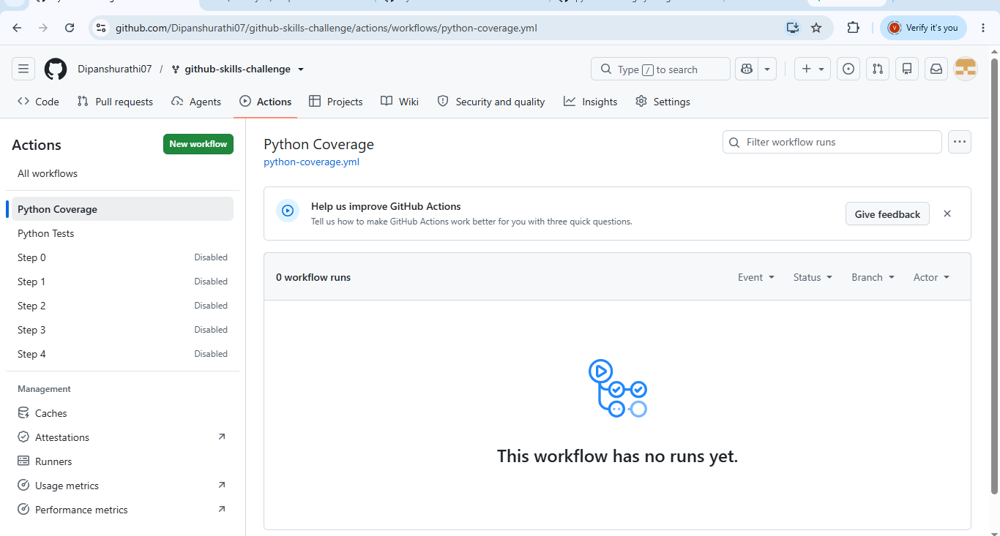 github.com/Dipanshurathi07/github-skills-challenge/actions/workflows/python-coverage.yml
Verify it's you
Dipanshurathi07 / github-skills-challenge
Type / to search
Code
Pull requests
Agents
Actions
Projects
Wiki
Security and quality
Insights
Settings
Actions
New workflow
All workflows
Python Coverage
Python Tests
Step 0 Disabled
Step 1 Disabled
Step 2 Disabled
Step 3 Disabled
Step 4 Disabled
Management
Caches
Attestations
Runners
Usage metrics
Performance metrics
Python Coverage
python-coverage.yml
Filter workflow runs
Help us improve GitHub Actions
Tell us how to make GitHub Actions work better for you with three quick questions.
Give feedback
0 workflow runs
Event
Status
Branch
Actor
This workflow has no runs yet.